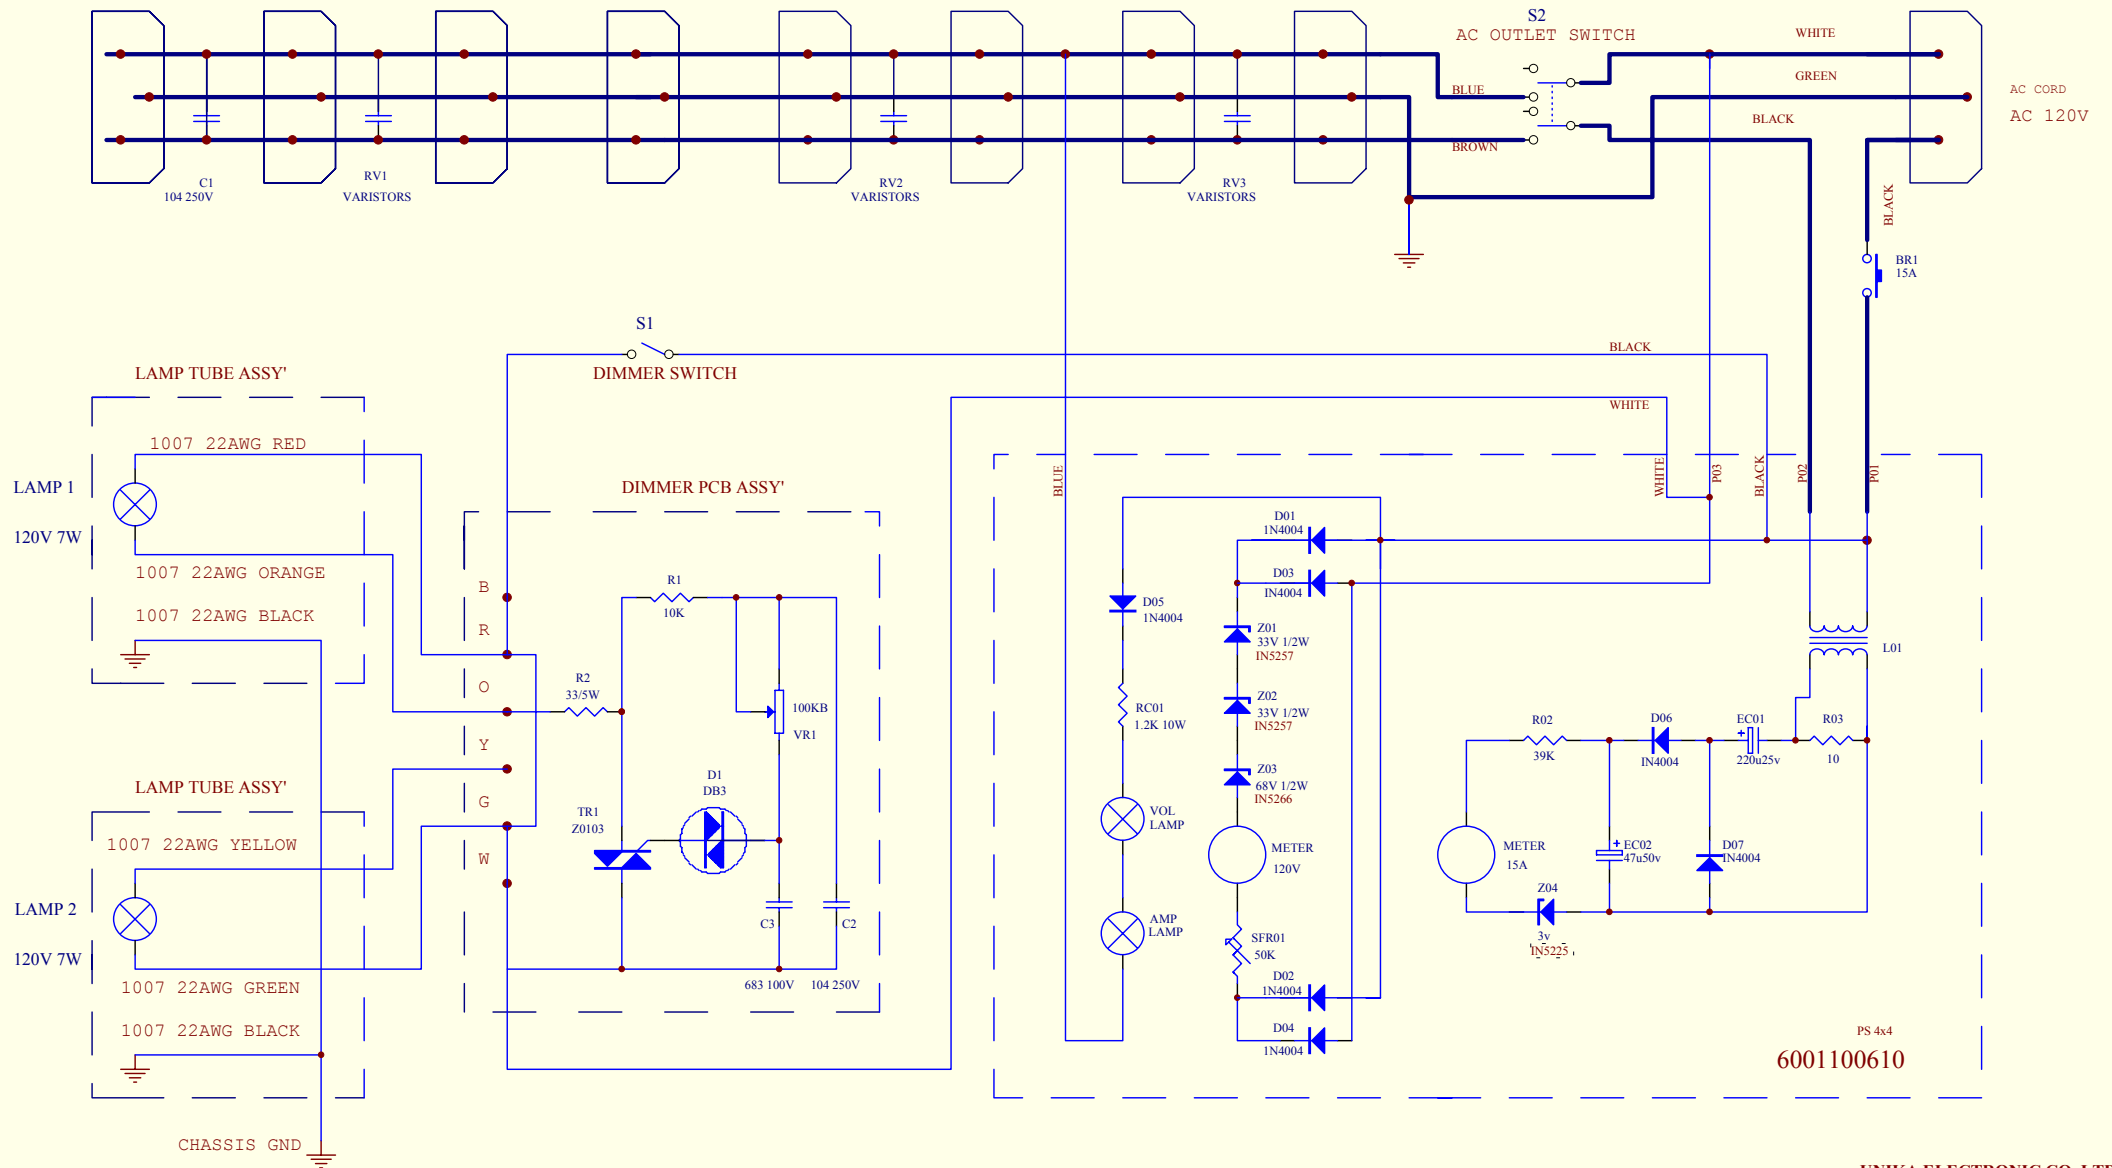 S2
AC OUTLET SWITCH
WHITE
GREEN
BLUE
BLACK
BROWN
AC CORD
AC 120V
C1
104 250V
RV1
VARISTORS
RV2
VARISTORS
RV3
VARISTORS
BLACK
BR1
15A
S1
DIMMER SWITCH
BLACK
WHITE
LAMP TUBE ASSY'
1007 22AWG RED
LAMP 1
120V 7W
1007 22AWG ORANGE
1007 22AWG BLACK
DIMMER PCB ASSY'
B
R
O
Y
G
W
R1
10K
R2
33/5W
100KB
VR1
D1
DB3
TR1
Z0103
C3
C2
683 100V
104 250V
LAMP TUBE ASSY'
1007 22AWG YELLOW
LAMP 2
120V 7W
1007 22AWG GREEN
1007 22AWG BLACK
CHASSIS GND
BLUE
WHITE
P03
BLACK
P02
P01
D01
1N4004
D03
IN4004
D05
1N4004
Z01
33V 1/2W
IN5257
Z02
33V 1/2W
IN5257
RC01
1.2K 10W
Z03
68V 1/2W
IN5266
VOL
LAMP
METER
120V
AMP
LAMP
SFR01
50K
D02
1N4004
D04
1N4004
L01
R02
39K
D06
IN4004
EC01
+
220u25v
R03
10
METER
15A
+
EC02
47u50v
D07
IN4004
Z04
3v
IN5225
PS 4x4
6001100610
UNIKA ELECTRONIC CO.,LTD